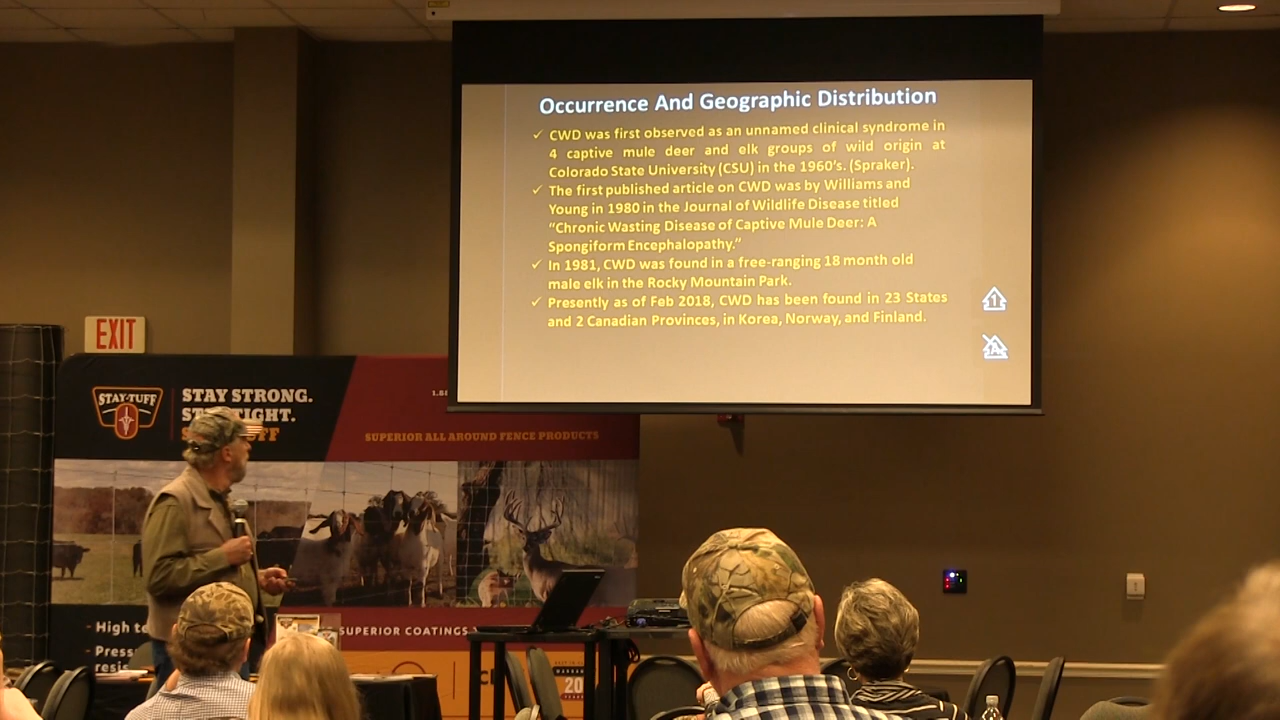 Occurrence And Geographic Distribution
✓ CWD was first observed as an unnamed clinical syndrome in
4 captive mule deer and elk groups of wild origin at
Colorado State University (CSU) in the 1960's. (Spraker).
✓ The first published article on CWD was by Williams and
Young in 1980 in the Journal of Wildlife Disease titled
“Chronic Wasting Disease of Captive Mule Deer: A
Spongiform Encephalopathy.”
✓ In 1981, CWD was found in a free-ranging 18 month old
male elk in the Rocky Mountain Park.
✓ Presently as of Feb 2018, CWD has been found in 23 States
and 2 Canadian Provinces, in Korea, Norway, and Finland.
1
A
EXIT
STAY-TUFF
STAY STRONG.
SUPERIOR ALL AROUND FENCE PRODUCTS
SUPERIOR COATINGS
- High
20